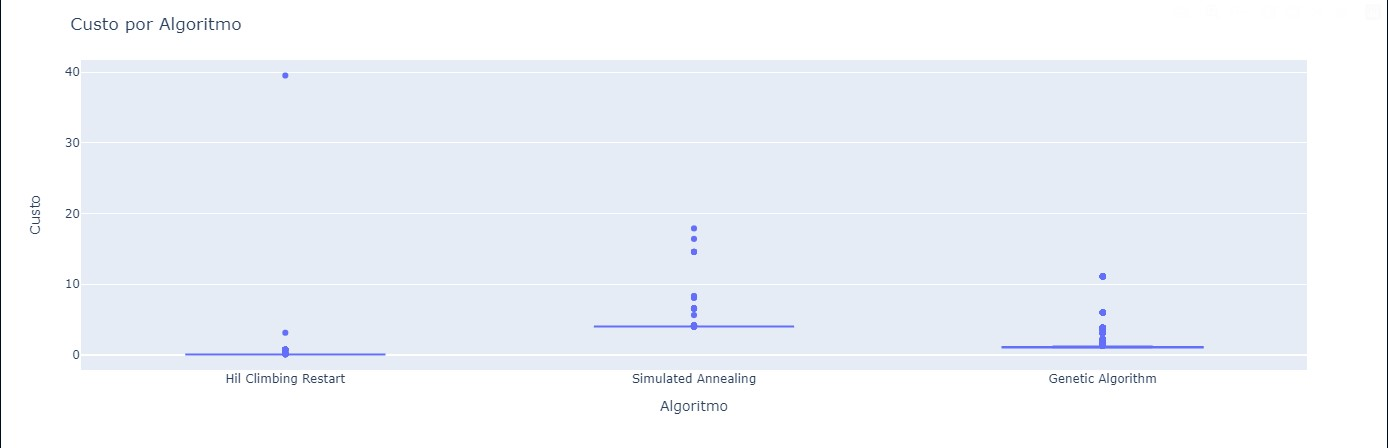 Custo por Algoritmo
40
30
20
10
0
Custo
Hil Climbing Restart
Simulated Annealing
Genetic Algorithm
Algoritmo